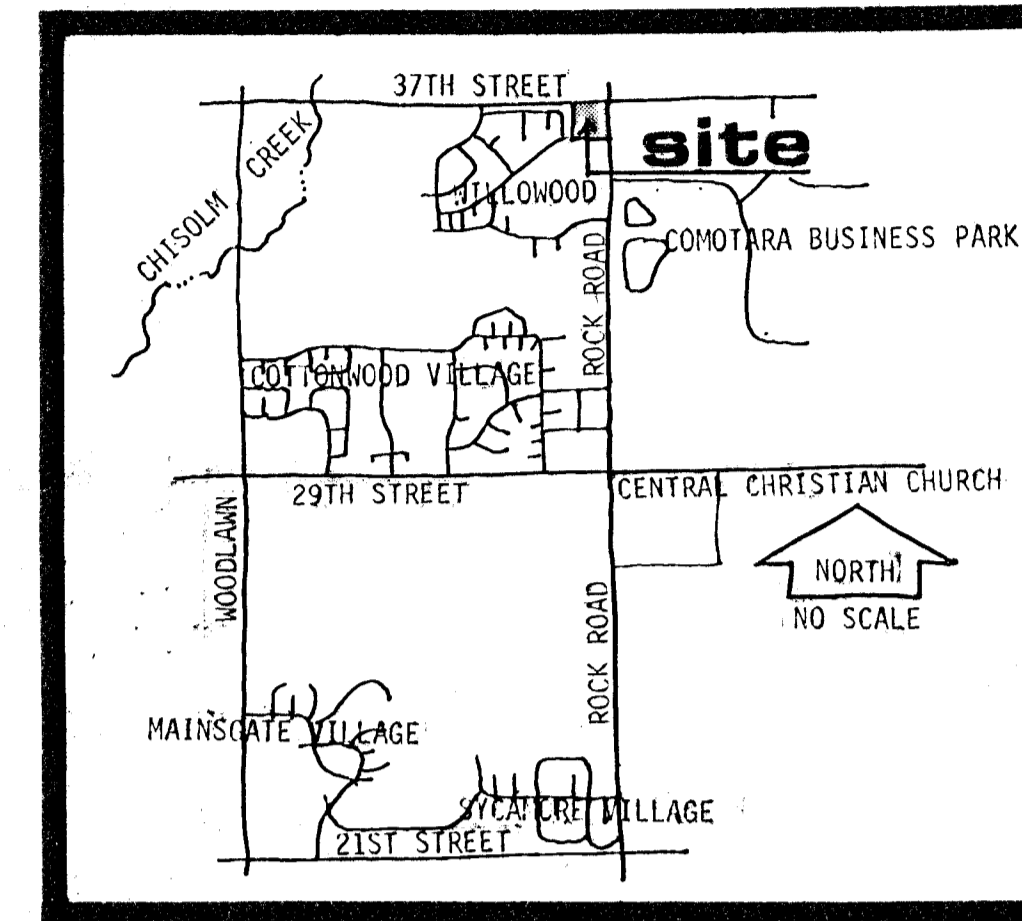 37TH STREET
CHISOLM CREEK
site
WILLOWOOD
COMOTARA BUSINESS PARK
ROCK ROAD
COTTONWOOD VILLAGE
29TH STREET
CENTRAL CHRISTIAN CHURCH
WOODLAWN
NORTH
NO SCALE
ROCK ROAD
MAINSGATE VILLAGE
SYCAMORE VILLAGE
21ST STREET